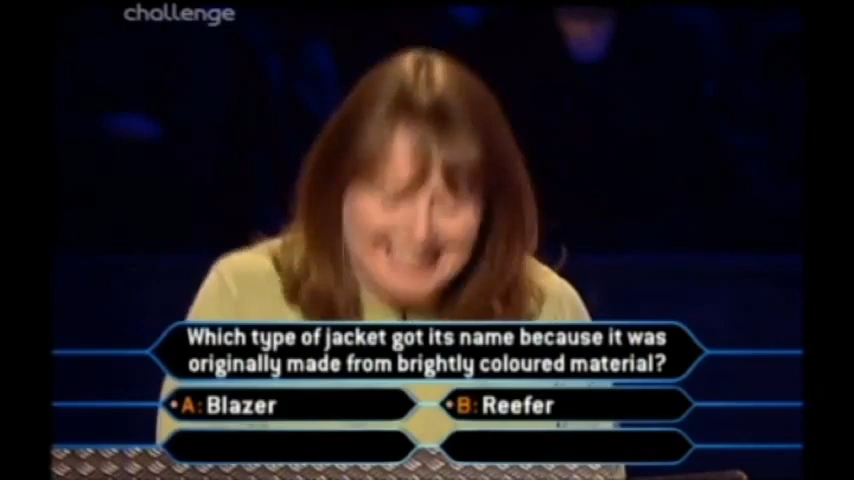 challenge
Which type of jacket got its name because it was
originally made from brightly coloured material?
A: Blazer
B: Reefer